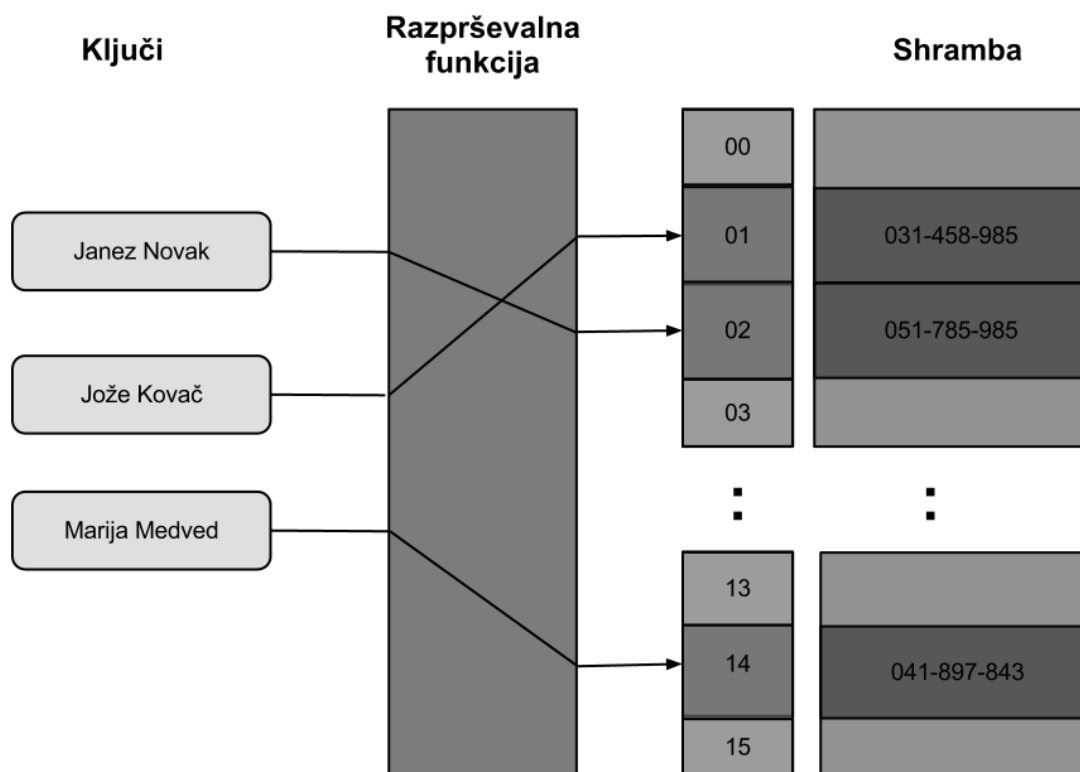 Ključi
Razprševalna
funkcija
Shramba
Janez Novak
Jože Kovač
Marija Medved
00
01
031-458-985
02
051-785-985
03
:
:
13
14
041-897-843
15